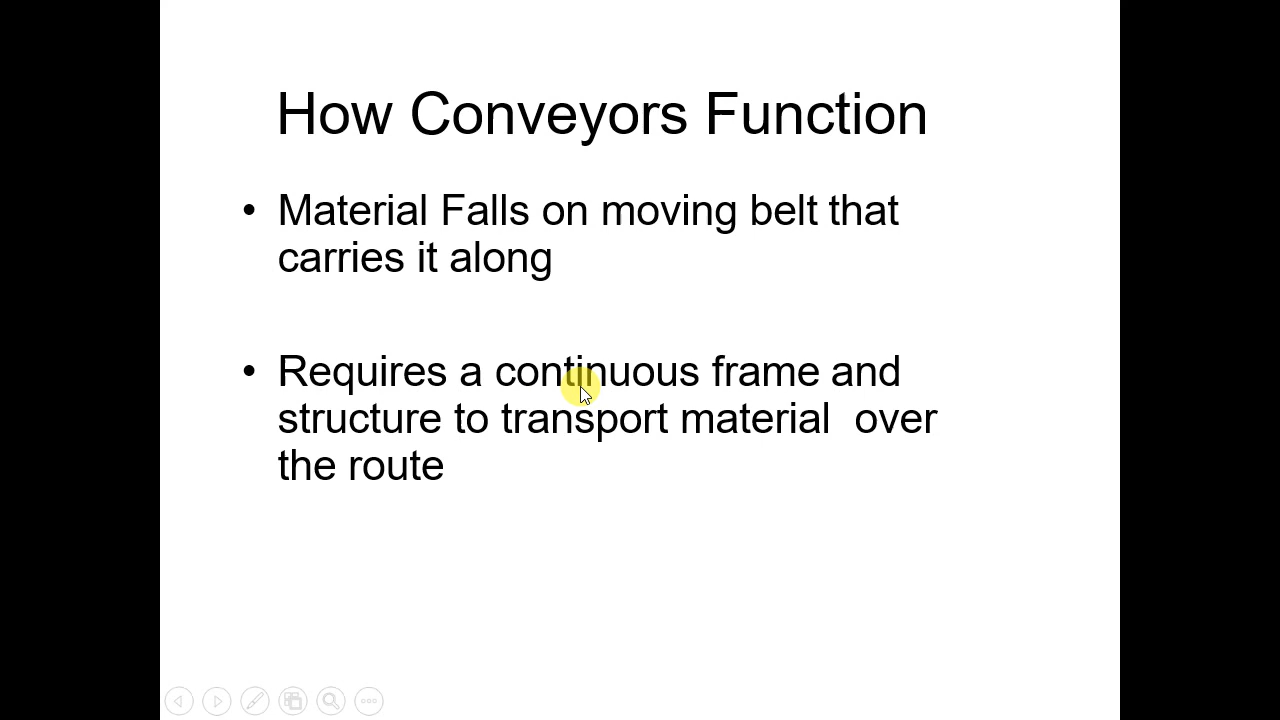 How Conveyors Function
• Material Falls on moving belt that
carries it along
• Requires a continuous frame and
structure to transport material  over
the route